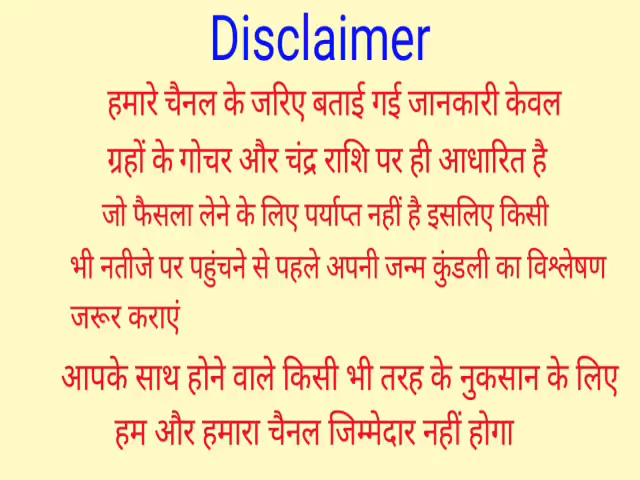 Disclaimer
हमारे चैनल के जरिए बताई गई जानकारी केवल
ग्रहों के गोचर और चंद्र राशि पर ही आधारित है
जो फैसला लेने के लिए पर्याप्त नहीं है इसलिए किसी
भी नतीजे पर पहुंचने से पहले अपनी जन्म कुंडली का विश्लेषण
जरूर कराएं
आपके साथ होने वाले किसी भी तरह के नुकसान के लिए
हम और हमारा चैनल जिम्मेदार नहीं होगा